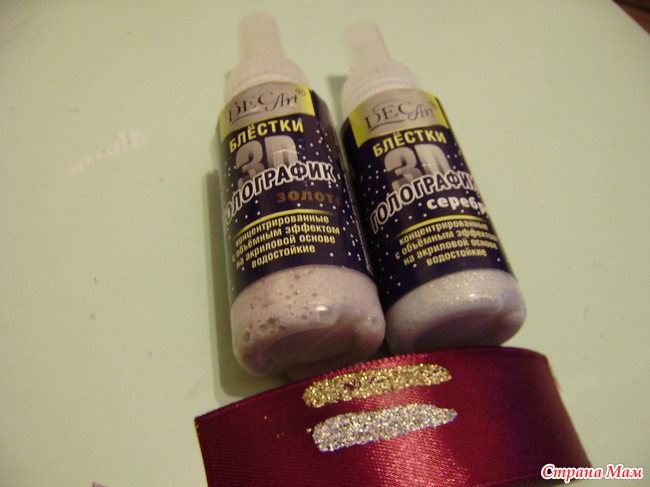 DECArt®
БЛЁСТКИ
3D
ГОЛОГРАФИК
золото
концентрированные
с объёмным эффектом
на акриловой основе
водостойкие
DECArt®
БЛЁСТКИ
3D
ГОЛОГРАФИК
серебро
концентрированные
с объёмным эффектом
на акриловой основе
водостойкие
Страна Мам